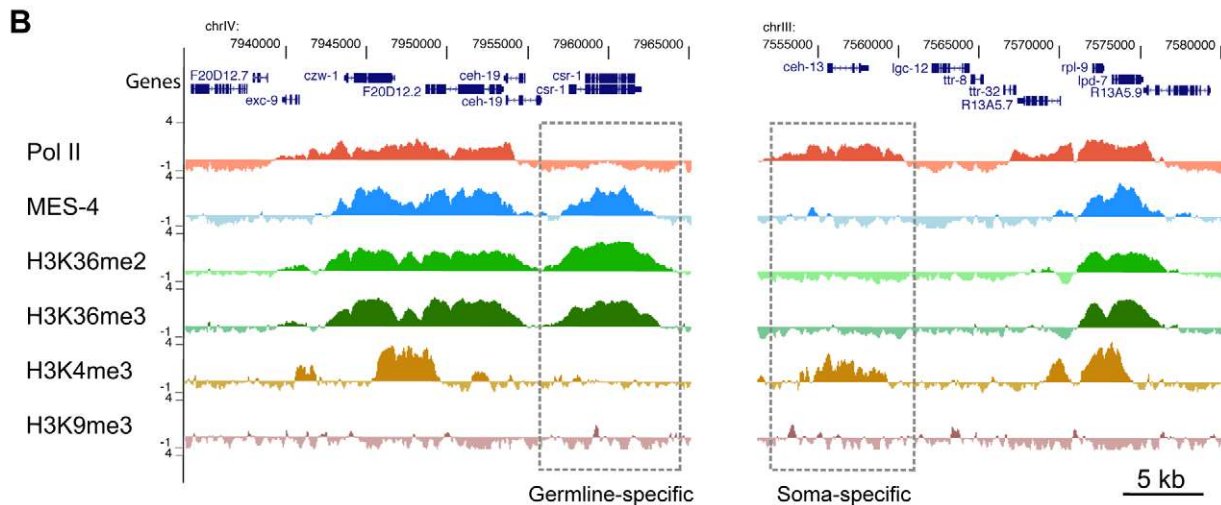 B
chrIV:
7940000 7945000 7950000 7955000 7960000 7965000
chrIII:
7555000 7560000 7565000 7570000 7575000 7580000
Genes
F20D12.7 czw-1 ceh-19 csr-1
exc-9 F20D12.2 ceh-19 csr-1
ceh-13 lgc-12 rpl-9
ttr-8 lpd-7
ttr-32 R13A5.9
R13A5.7
4
Pol II
-1
4
MES-4
-1
4
H3K36me2
-1
4
H3K36me3
-1
4
H3K4me3
-1
4
H3K9me3
-1
4
Germline-specific
Soma-specific
5 kb